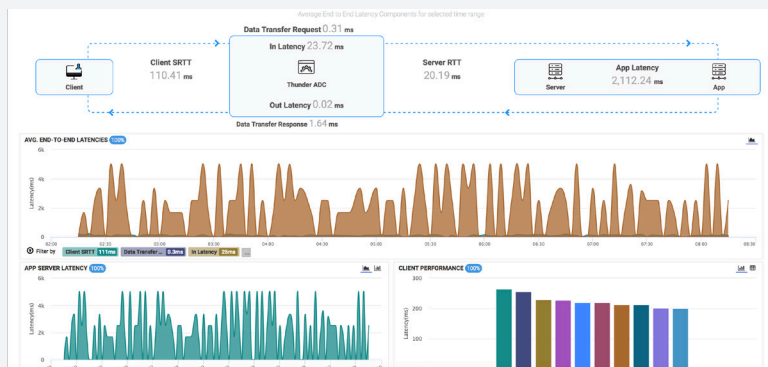 Average End to End Latency Components for selected time range
Data Transfer Request 0.31 ms
In Latency 23.72 ms
Client SRTT
110.41 ms
Server RTT
20.19 ms
App Latency
2,112.24 ms
Client
Thunder ADC
Server
App
Out Latency 0.02 ms
Data Transfer Response 1.64 ms
AVG. END-TO-END LATENCIES 100%
6k
4k
2k
0
Latency(ms)
02:00 02:30 03:00 03:30 04:00 04:30 05:00 05:30 06:00 06:30 07:00 07:30 08:00 08:30
Filter by Client SRTT 111ms Data Transfer ... 0.3ms In Latency 25ms ...
APP SERVER LATENCY 100%
6k
4k
2k
0
Latency(ms)
CLIENT PERFORMANCE 100%
300
200
100
Latency(ms)